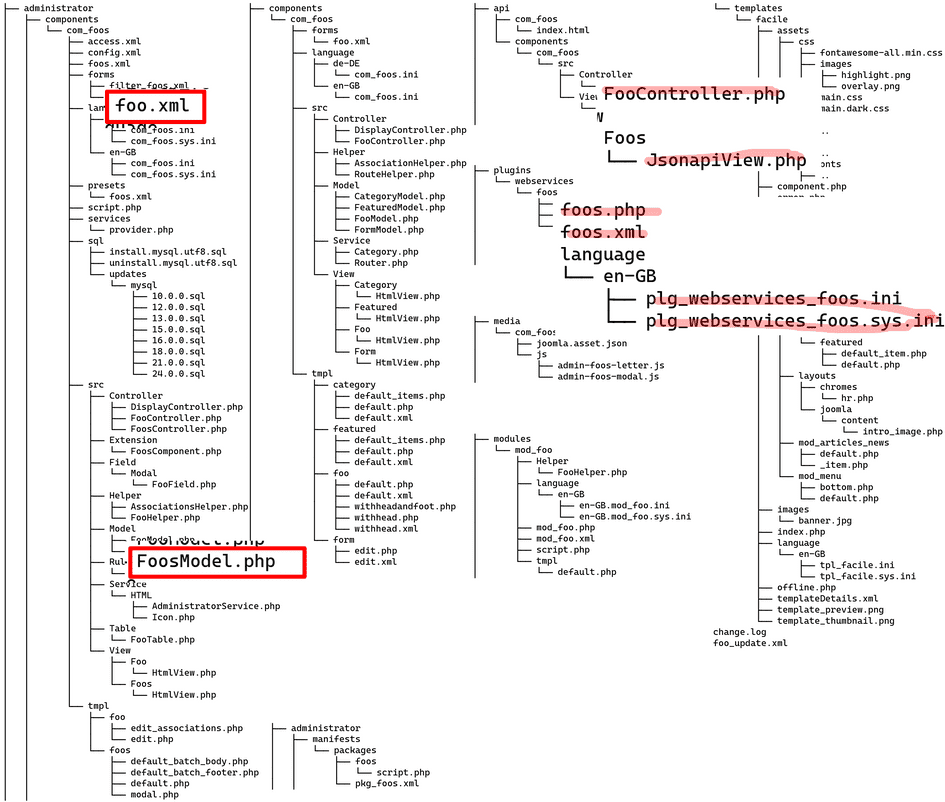 administrator
components
com_foos
access.xml
config.xml
foos.xml
forms
filter_foos.xml
foo.xml
com_foos.ini
com_foos.sys.ini
en-GB
com_foos.ini
com_foos.sys.ini
presets
foos.xml
script.php
services
provider.php
sql
install.mysql.utf8.sql
uninstall.mysql.utf8.sql
updates
mysql
10.0.0.sql
12.0.0.sql
13.0.0.sql
15.0.0.sql
16.0.0.sql
18.0.0.sql
21.0.0.sql
24.0.0.sql
src
Controller
DisplayController.php
FooController.php
FoosController.php
Extension
FoosComponent.php
Field
Modal
FooField.php
Helper
AssociationsHelper.php
FooHelper.php
Model
FooModel.php
FoosModel.php
Service
HTML
AdministratorService.php
Icon.php
Table
FooTable.php
View
Foo
HtmlView.php
Foos
HtmlView.php
tmpl
foo
edit_associations.php
edit.php
foos
default_batch_body.php
default_batch_footer.php
default.php
modal.php
components
com_foos
forms
foo.xml
language
de-DE
com_foos.ini
en-GB
com_foos.ini
src
Controller
DisplayController.php
FooController.php
Helper
AssociationHelper.php
RouteHelper.php
Model
CategoryModel.php
FeaturedModel.php
FooModel.php
FormModel.php
Service
Category.php
Router.php
View
Category
HtmlView.php
Featured
HtmlView.php
Foo
HtmlView.php
Form
HtmlView.php
tmpl
category
default_items.php
default.php
default.xml
featured
default_items.php
default.php
default.xml
foo
default.php
default.xml
withheadandfoot.php
withhead.php
withhead.xml
form
edit.php
edit.xml
administrator
manifests
packages
foos
script.php
pkg_foos.xml
api
com_foos
index.html
components
com_foos
src
Controller
FooController.php
Foos
JsonapiView.php
plugins
webservices
foos
foos.php
foos.xml
language
en-GB
plg_webservices_foos.ini
plg_webservices_foos.sys.ini
media
com_foos
joomla.asset.json
js
admin-foos-letter.js
admin-foos-modal.js
modules
mod_foo
Helper
FooHelper.php
language
en-GB
en-GB.mod_foo.ini
en-GB.mod_foo.sys.ini
mod_foo.php
mod_foo.xml
script.php
tmpl
default.php
templates
facile
assets
css
fontawesome-all.min.css
images
highlight.png
overlay.png
main.css
main.dark.css
..
..
component.php
featured
default_item.php
default.php
layouts
chromes
hr.php
joomla
content
intro_image.php
mod_articles_news
default.php
_item.php
mod_menu
bottom.php
default.php
images
banner.jpg
index.php
language
en-GB
tpl_facile.ini
tpl_facile.sys.ini
offline.php
templateDetails.xml
template_preview.png
template_thumbnail.png
change.log
foo_update.xml